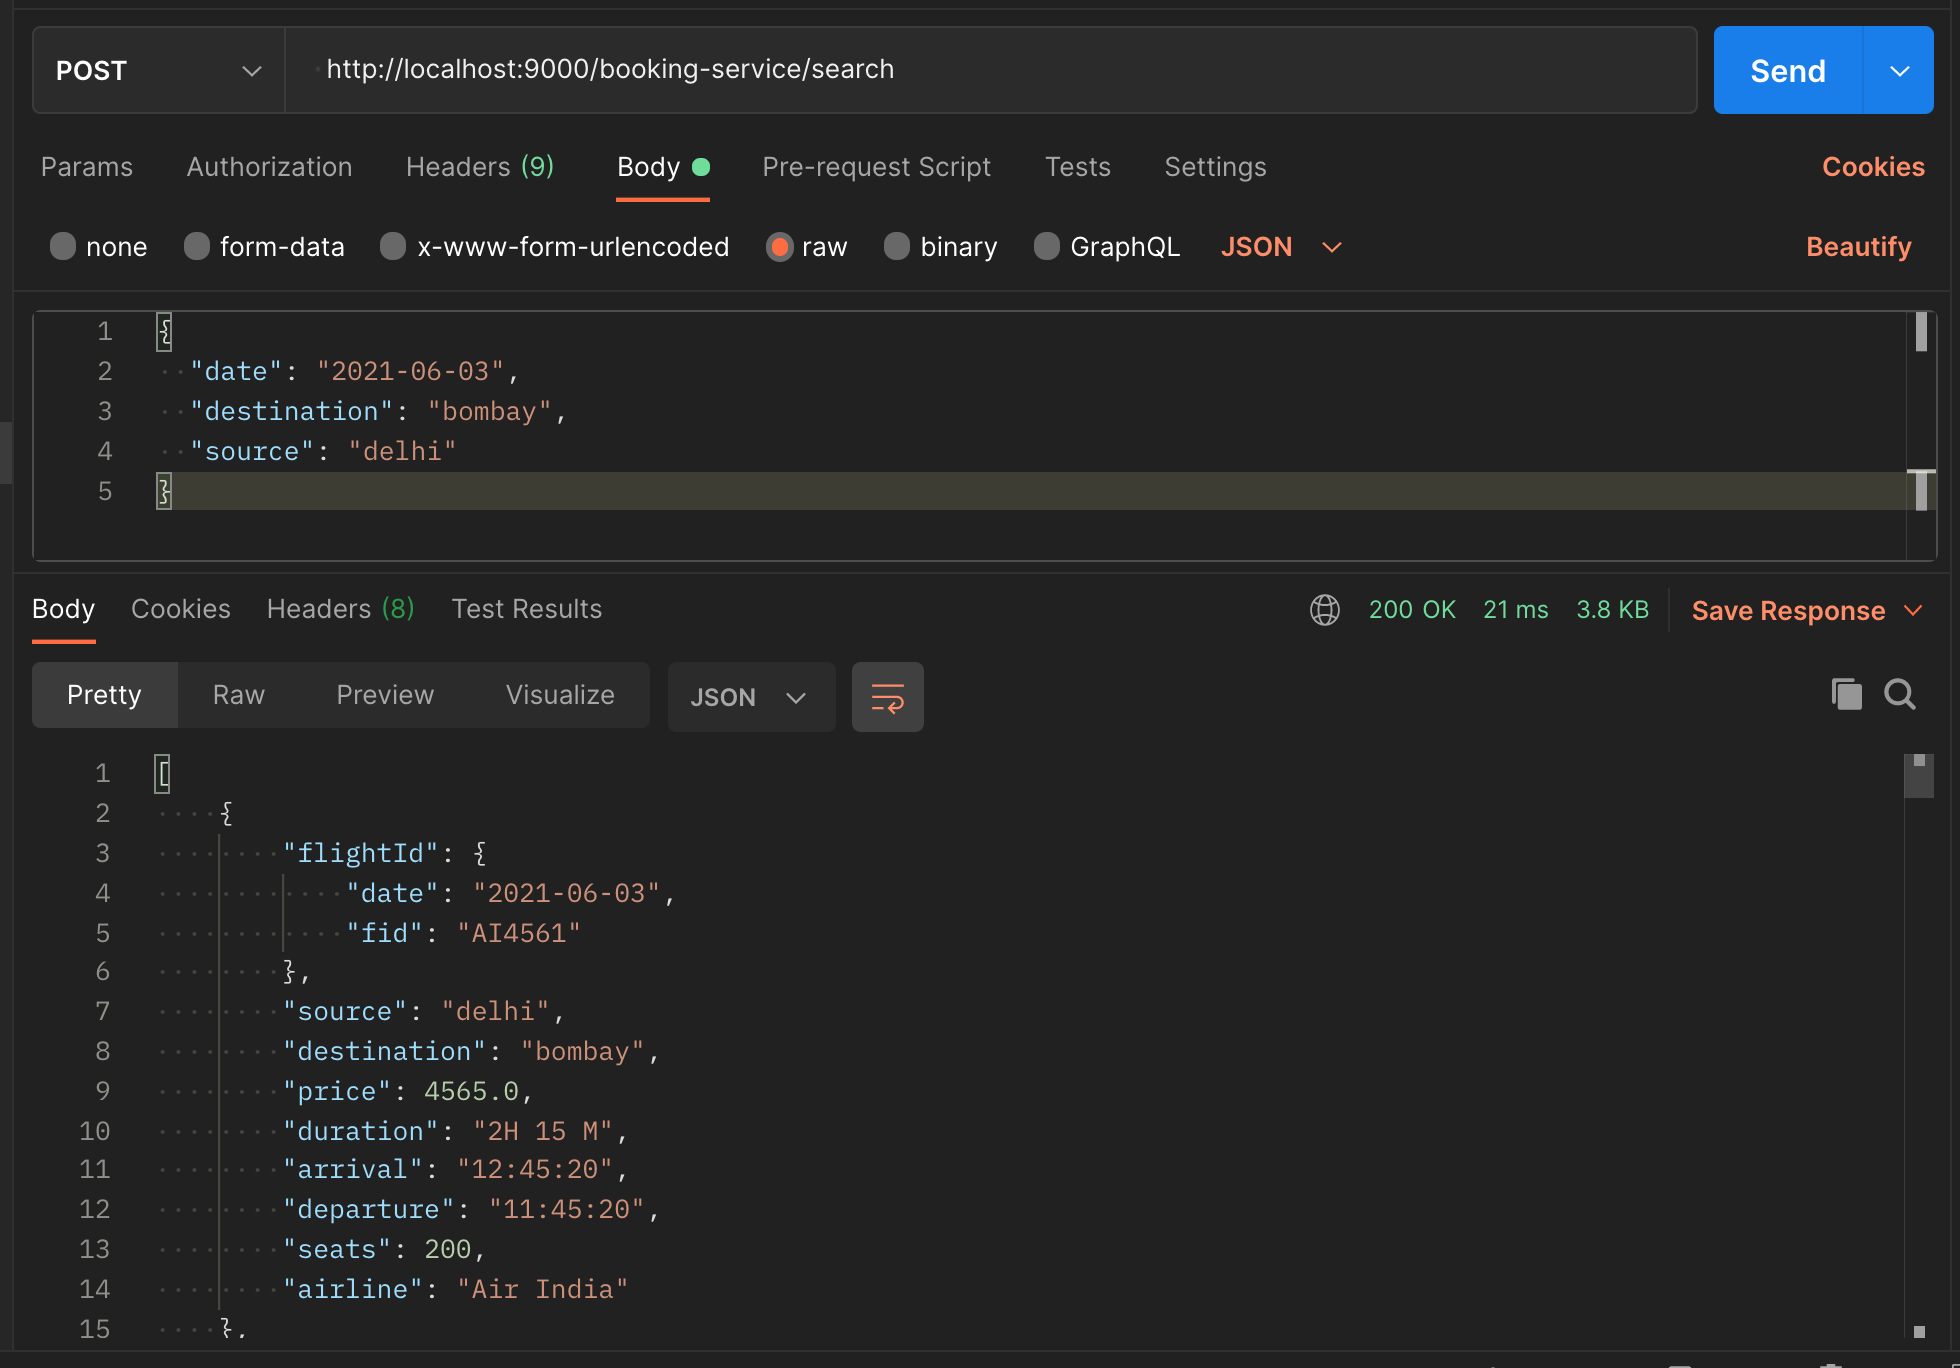 POST http://localhost:9000/booking-service/search Send
Params Authorization Headers (9) Body Pre-request Script Tests Settings Cookies
none form-data x-www-form-urlencoded raw binary GraphQL JSON Beautify
1 {
2 "date": "2021-06-03",
3 "destination": "bombay",
4 "source": "delhi"
5 }
Body Cookies Headers (8) Test Results 200 OK 21 ms 3.8 KB Save Response
Pretty Raw Preview Visualize JSON
1 [
2 {
3 "flightId": {
4 "date": "2021-06-03",
5 "fid": "AI4561"
6 },
7 "source": "delhi",
8 "destination": "bombay",
9 "price": 4565.0,
10 "duration": "2H 15 M",
11 "arrival": "12:45:20",
12 "departure": "11:45:20",
13 "seats": 200,
14 "airline": "Air India"
15 },